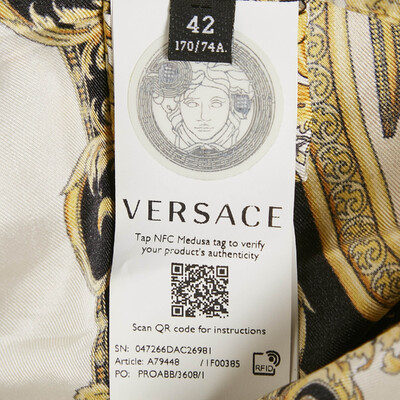 42
170/74A.
VERSACE
Tap NFC Medusa tag to verify
your product's authenticity
Scan QR code for instructions
SN: 047266DAC26981
Article: A79448 /1F00385
PO: PROABB/3608/1
RFID